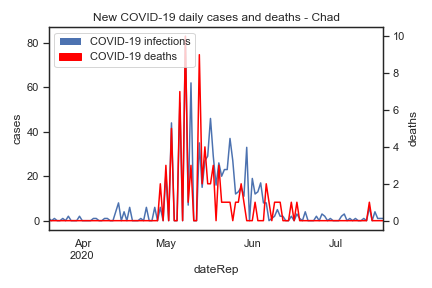 New COVID-19 daily cases and deaths - Chad
COVID-19 infections
COVID-19 deaths
80
60
40
20
0
cases
10
8
6
4
2
0
deaths
Apr
2020
May
Jun
Jul
dateRep